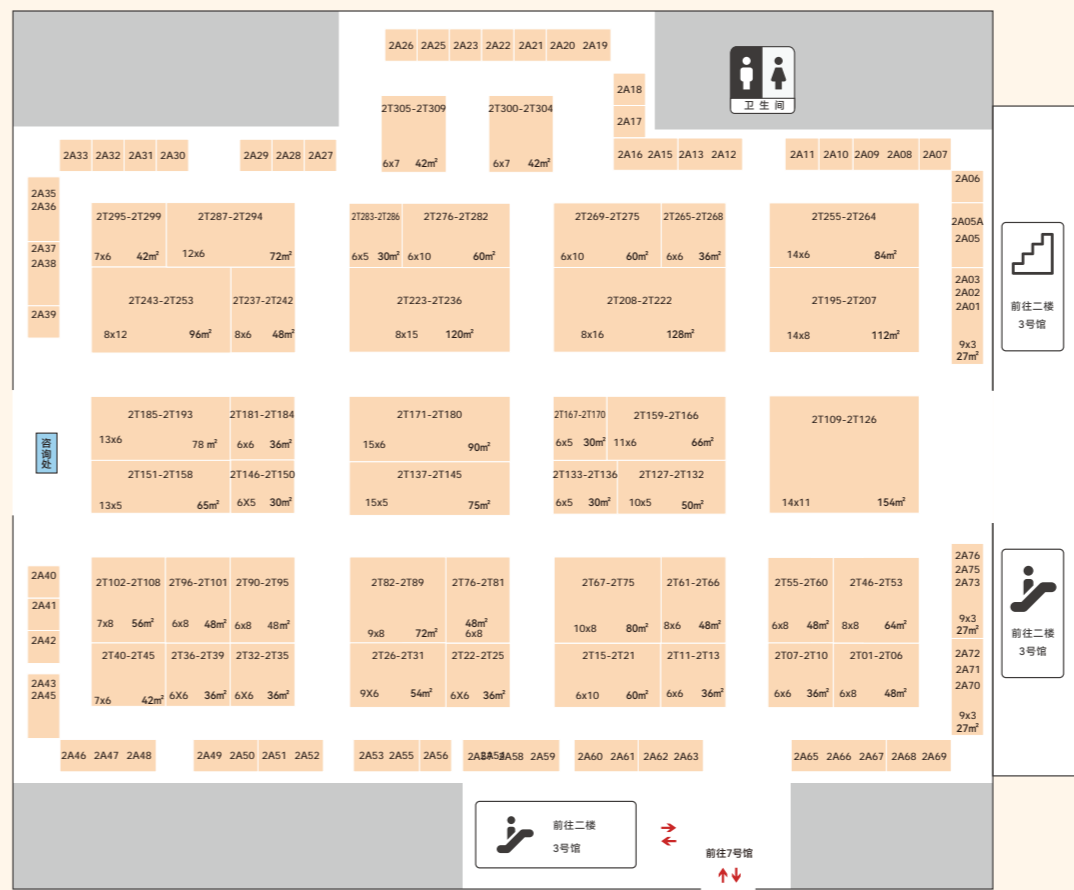 2A26 2A25 2A23 2A22 2A21 2A20 2A19
卫生间
2A18
2A17
2T305-2T309 2T300-2T304
6x7 42m² 6x7 42m²
2A33 2A32 2A31 2A30 2A29 2A28 2A27 2A16 2A15 2A13 2A12 2A11 2A10 2A09 2A08 2A07
2A06
2A35
2A36
2A37
2A38
2A39
2T295-2T299 2T287-2T294 2T283-2T286 2T276-2T282 2T269-2T275 2T265-2T268 2T255-2T264
7x6 42m² 12x6 72m² 6x5 30m² 6x10 60m² 6x10 60m² 6x6 36m² 14x6 84m²
2A05A
2A05
2A03
2A02
2A01
9x3
27m²
前往二楼
3号馆
2T243-2T253 2T237-2T242 2T223-2T236 2T208-2T222 2T195-2T207
8x12 96m² 8x6 48m² 8x15 120m² 8x16 128m² 14x8 112m²
咨询处
2T185-2T193 2T181-2T184 2T171-2T180 2T167-2T170 2T159-2T166 2T109-2T126
13x6 78 m² 6x6 36m² 15x6 90m² 6x5 30m² 11x6 66m²
2T151-2T158 2T146-2T150 2T137-2T145 2T133-2T136 2T127-2T132
13x5 65m² 6X5 30m² 15x5 75m² 6x5 30m² 10x5 50m² 14x11 154m²
2A40
2A41
2A42
2A43
2A45
2T102-2T108 2T96-2T101 2T90-2T95 2T82-2T89 2T76-2T81 2T67-2T75 2T61-2T66 2T55-2T60 2T46-2T53
7x8 56m² 6x8 48m² 6x8 48m² 9x8 72m² 48m² 6x8 10x8 80m² 8x6 48m² 6x8 48m² 8x8 64m²
2T40-2T45 2T36-2T39 2T32-2T35 2T26-2T31 2T22-2T25 2T15-2T21 2T11-2T13 2T07-2T10 2T01-2T06
7x6 42m² 6X6 36m² 6X6 36m² 9X6 54m² 6X6 36m² 6x10 60m² 6x6 36m² 6x6 36m² 6x8 48m²
2A76
2A75
2A73
9x3
27m²
2A72
2A71
2A70
9x3
27m²
前往二楼
3号馆
2A46 2A47 2A48 2A49 2A50 2A51 2A52 2A53 2A55 2A56 2A58 2A59 2A60 2A61 2A62 2A63 2A65 2A66 2A67 2A68 2A69
前往二楼
3号馆
前往7号馆